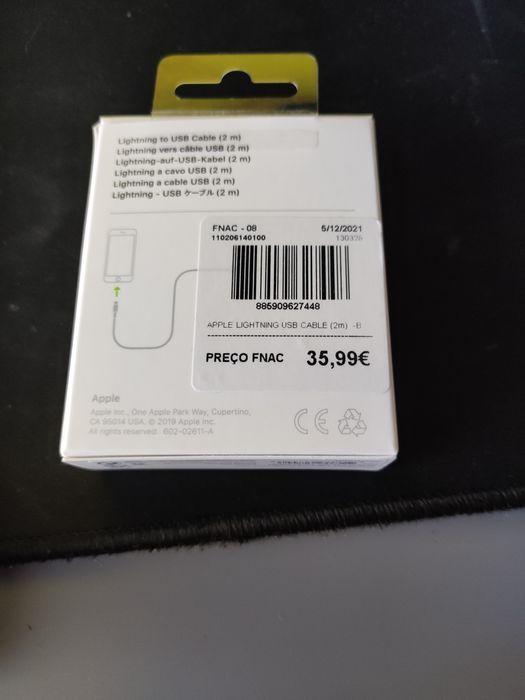 Lightning to USB Cable (2 m)
Lightning vers câble USB (2 m)
Lightning-auf-USB-Kabel (2 m)
Lightning a cavo USB (2 m)
Lightning a cable USB (2 m)
Lightning - USB ケーブル (2 m)
FNAC - 08 5/12/2021
110206140100 130326
885909627448
APPLE LIGHTNING USB CABLE (2m) -B
PREÇO FNAC 35,99€
Apple
Apple Inc., One Apple Park Way, Cupertino,
CA 95014 USA. © 2019 Apple Inc.
All rights reserved. 602-02611-A
CE